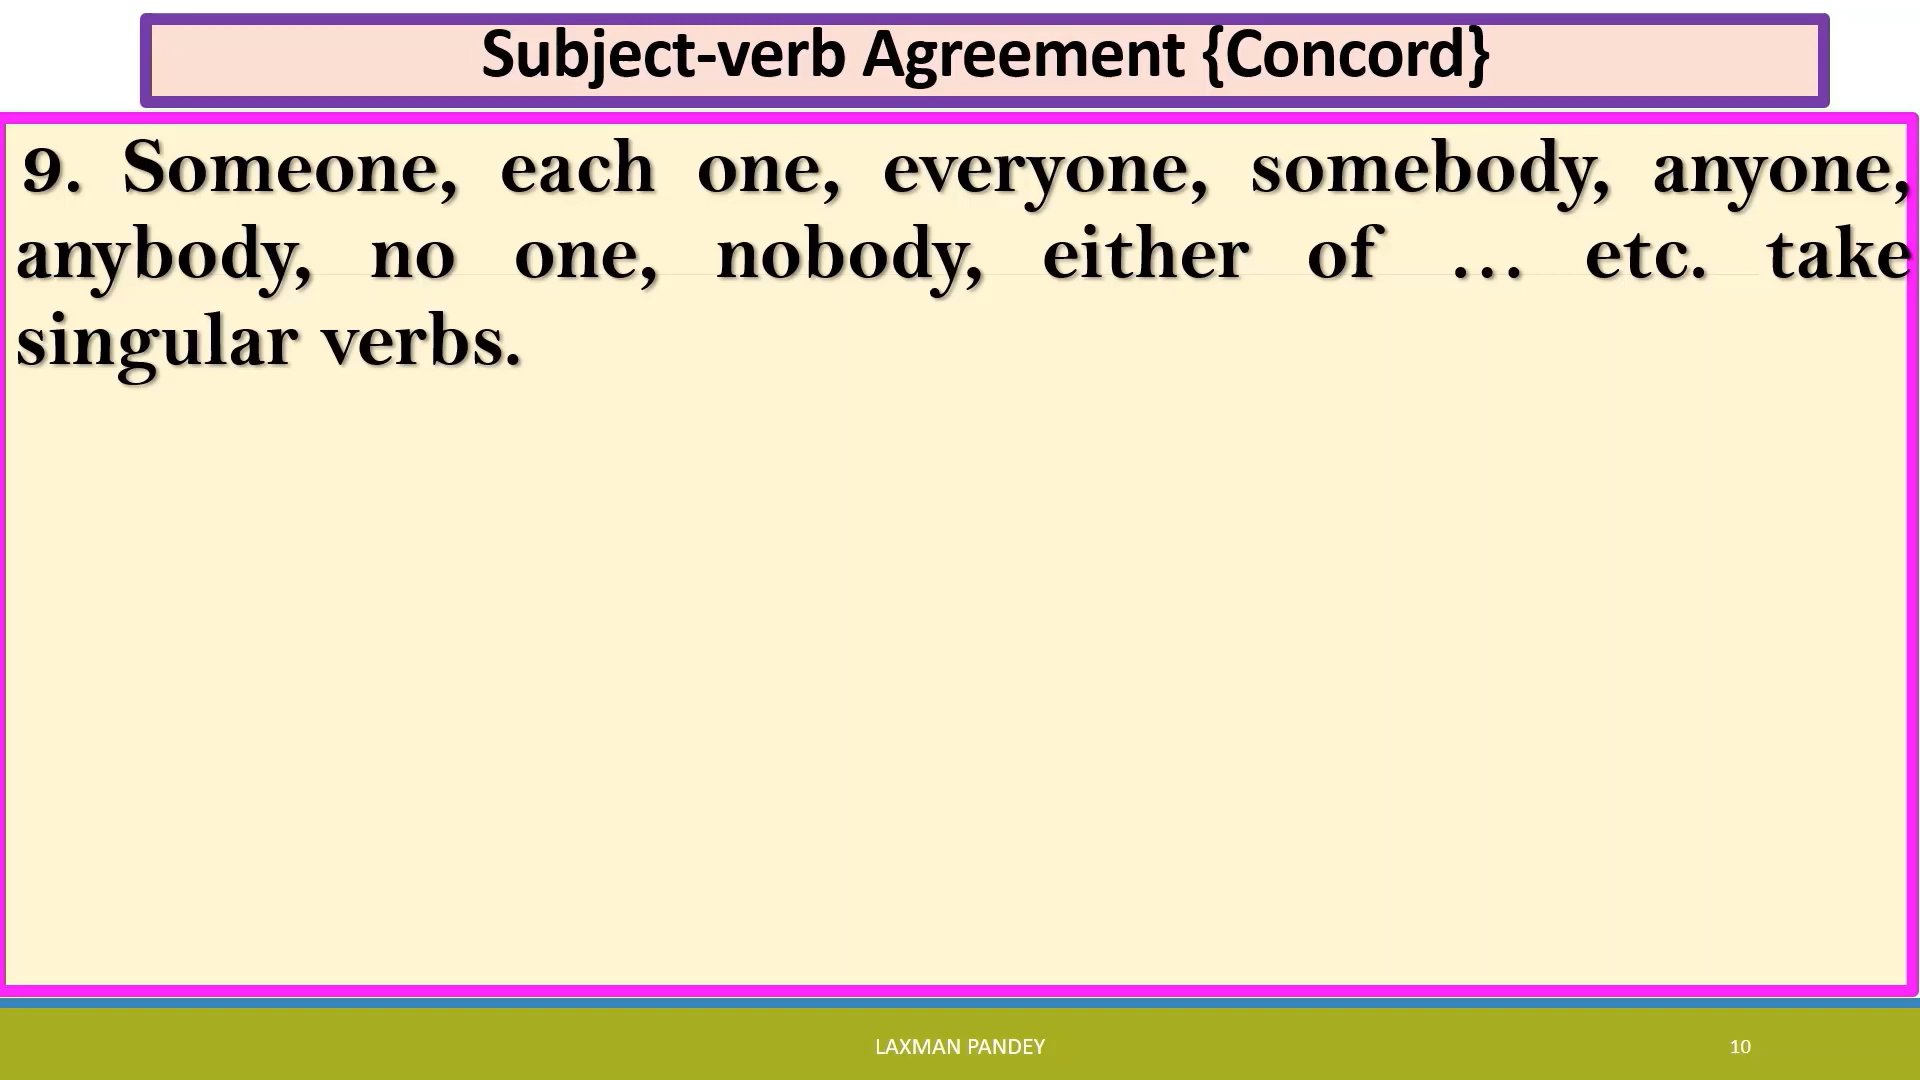 Subject-verb Agreement {Concord}
9. Someone, each one, everyone, somebody, anyone,
anybody, no one, nobody, either of … etc. take
singular verbs.
LAXMAN PANDEY
10